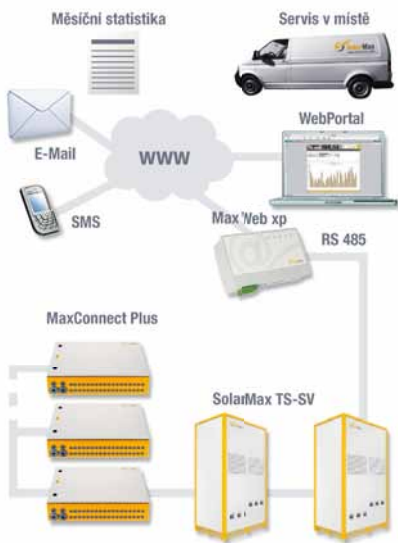 Měsíční statistika
Servis v místě
E-Mail
WWW
WebPortal
SMS
MaxWeb xp
RS 485
MaxConnect Plus
SolarMax TS-SV